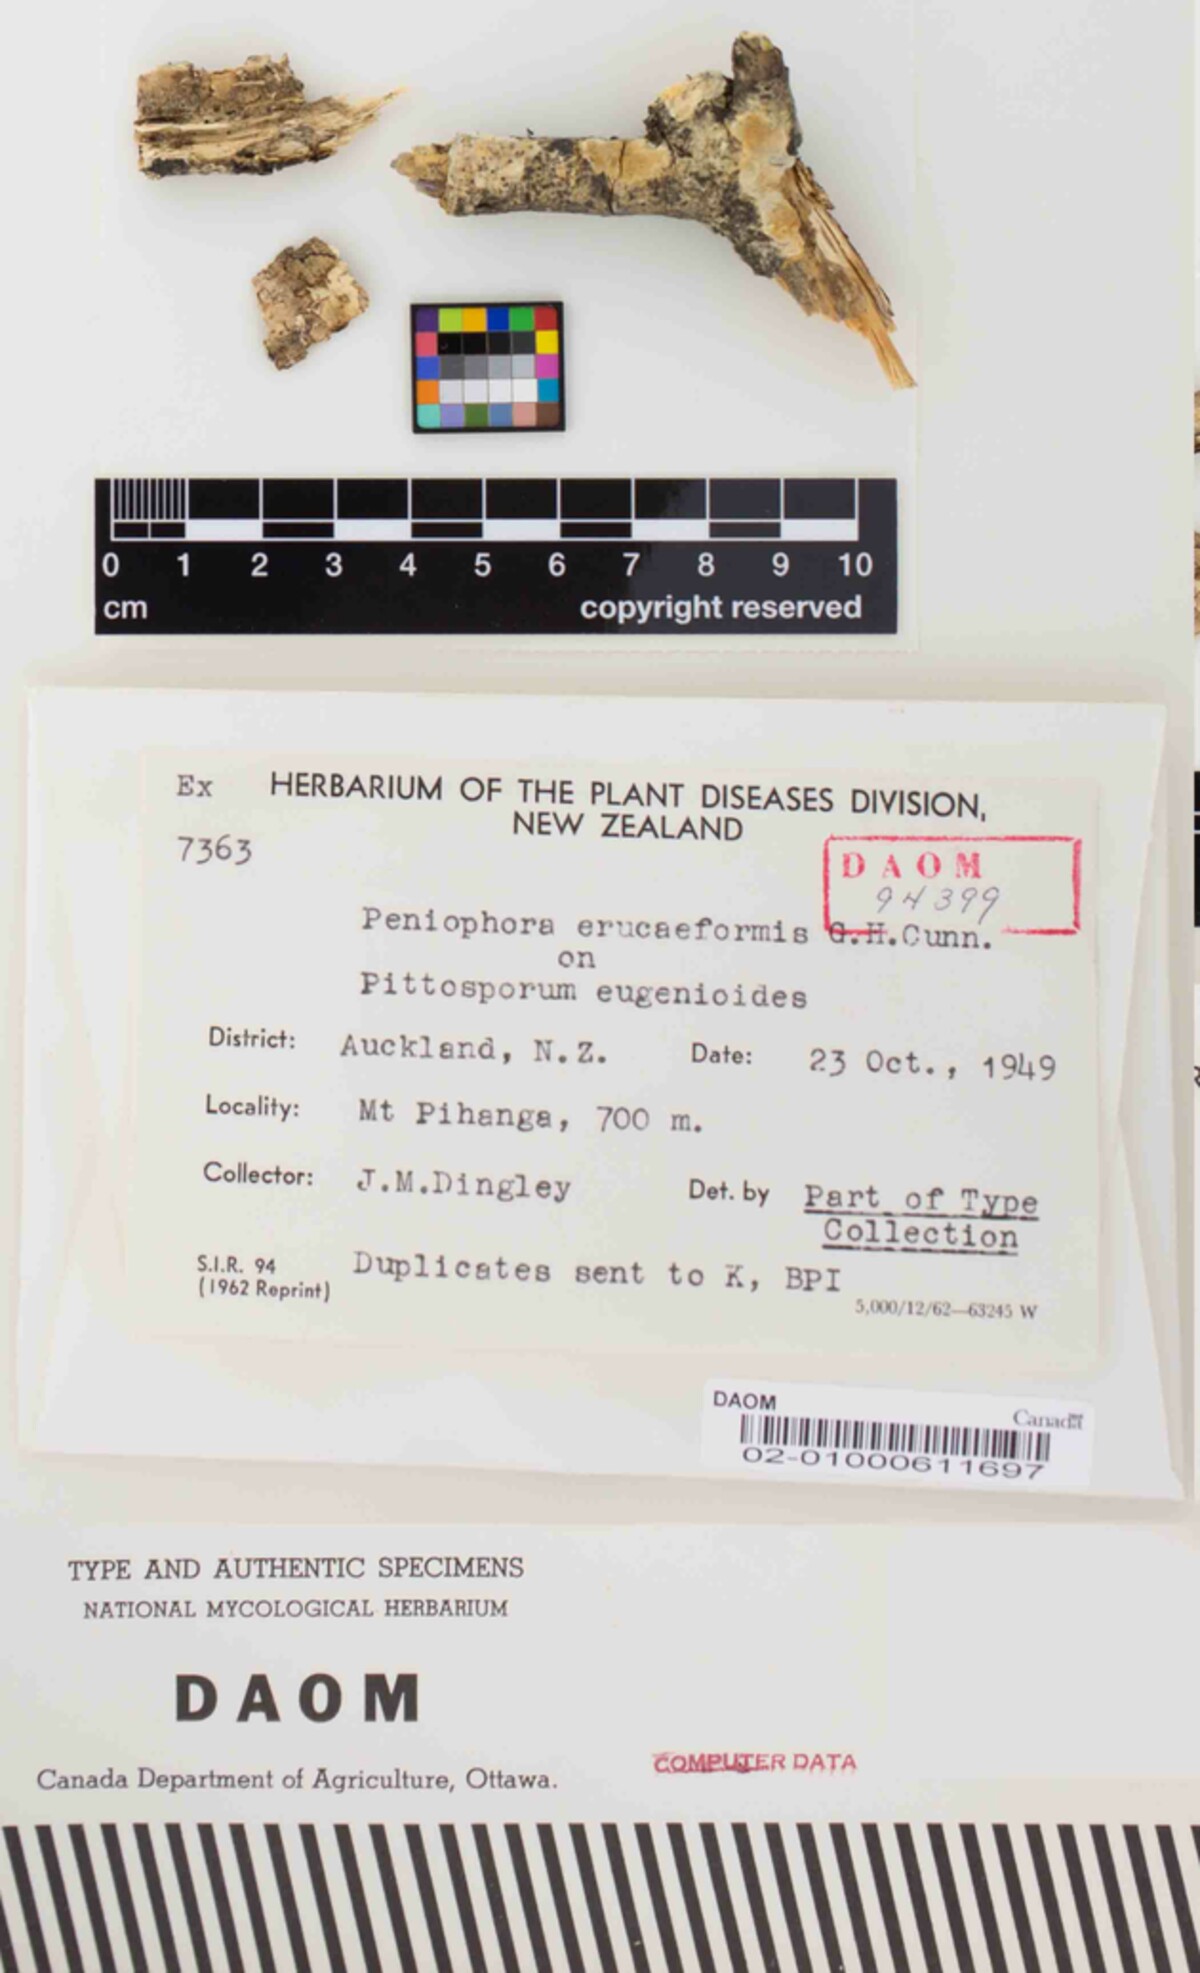 0 1 2 3 4 5 6 7 8 9 10
cm copyright reserved
Ex HERBARIUM OF THE PLANT DISEASES DIVISION,
NEW ZEALAND
7363
DAOM
94399
Peniophora erucaeformis G.H.Cunn.
on
Pittosporum eugenioides
District: Auckland, N.Z. Date: 23 Oct., 1949
Locality: Mt Pihanga, 700 m.
Collector: J.M.Dingley Det. by Part of Type
Collection
S.I.R. 94
(1962 Reprint)
Duplicates sent to K, BPI
5,000/12/62—63245 W
DAOM
Canada
02-01000611697
TYPE AND AUTHENTIC SPECIMENS
NATIONAL MYCOLOGICAL HERBARIUM
DAOM
Canada Department of Agriculture, Ottawa.
COMPUTER DATA